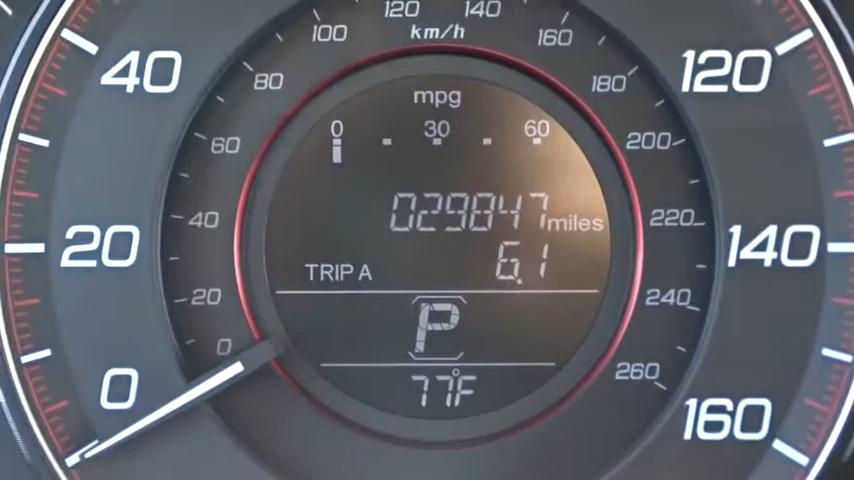 120 140
100 km/h 160
40 80 180 120
mpg
0 30 60
60 200
029847 miles
20 40 220 140
TRIP A 6.1
20 240
P
0 0 260
77°F
160